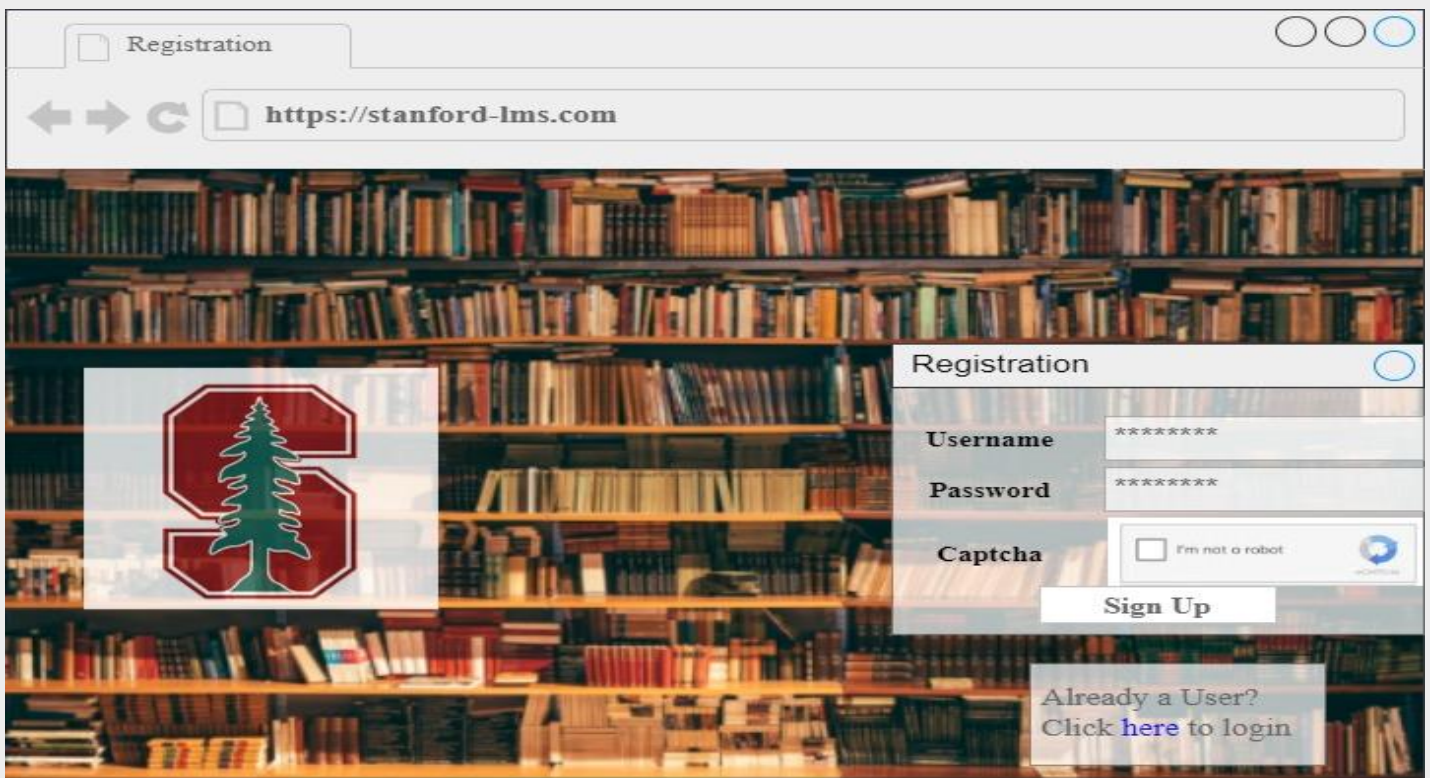 Registration
https://stanford-lms.com
Registration
Username ********
Password ********
Captcha I'm not a robot
Sign Up
Already a User?
Click here to login
S